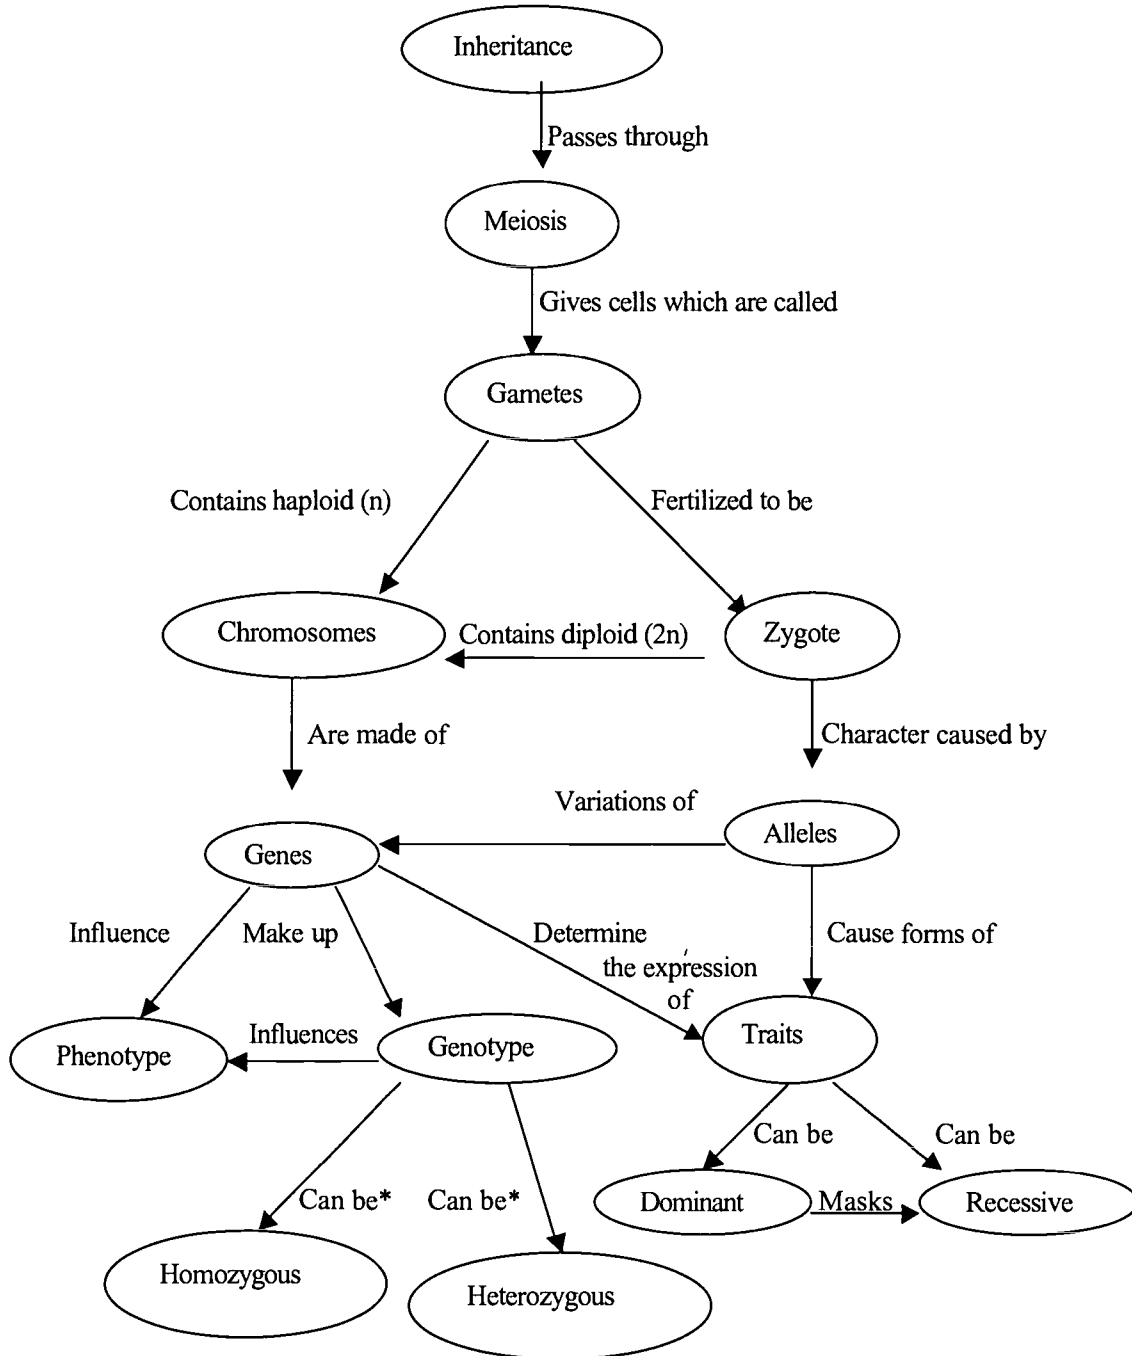 Inheritance
Passes through
Meiosis
Gives cells which are called
Gametes
Contains haploid (n)
Fertilized to be
Chromosomes
Contains diploid (2n)
Zygote
Are made of
Character caused by
Variations of
Alleles
Genes
Influence
Make up
Determine
the expression
of
Cause forms of
Phenotype
Influences
Genotype
Traits
Can be
Can be
Can be*
Can be*
Dominant
Masks
Recessive
Homozygous
Heterozygous